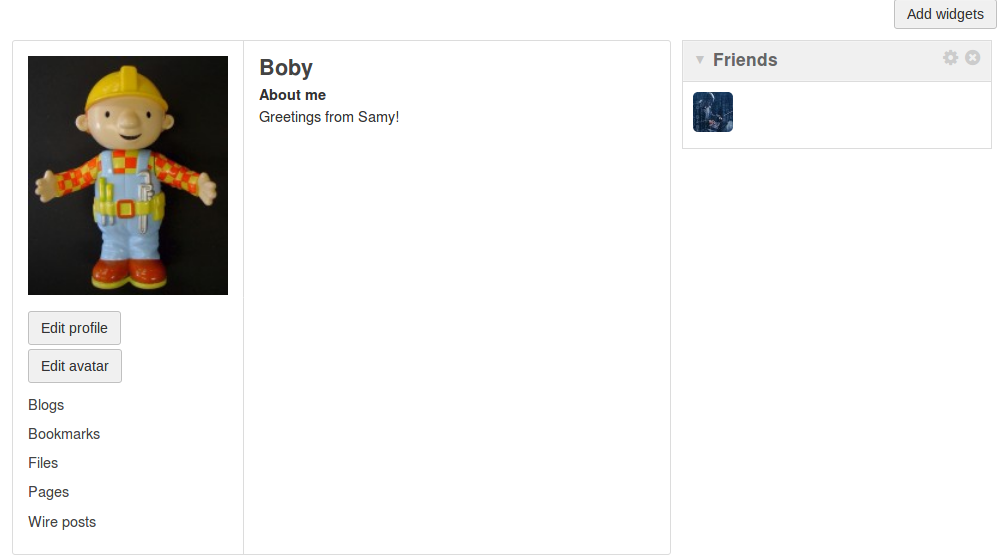 Add widgets
Edit profile
Edit avatar
Blogs
Bookmarks
Files
Pages
Wire posts
Boby
About me
Greetings from Samy!
Friends